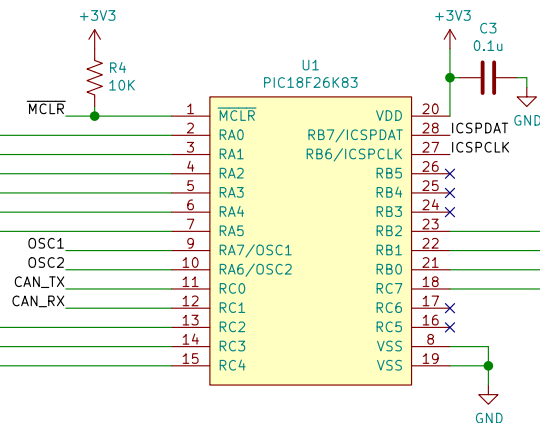 +3V3
+3V3
C3
0.1u
R4
10K
U1
PIC18F26K83
GND
MCLR
1
MCLR
VDD
20
2
RA0
RB7/ICSPDAT
28
ICSPDAT
3
RA1
RB6/ICSPCLK
27
ICSPCLK
4
RA2
RB5
26
5
RA3
RB4
25
6
RA4
RB3
24
7
RA5
RB2
23
OSC1
9
RA7/OSC1
RB1
22
OSC2
10
RA6/OSC2
RB0
21
CAN_TX
11
RC0
RC7
18
CAN_RX
12
RC1
RC6
17
13
RC2
RC5
16
14
RC3
VSS
8
15
RC4
VSS
19
GND